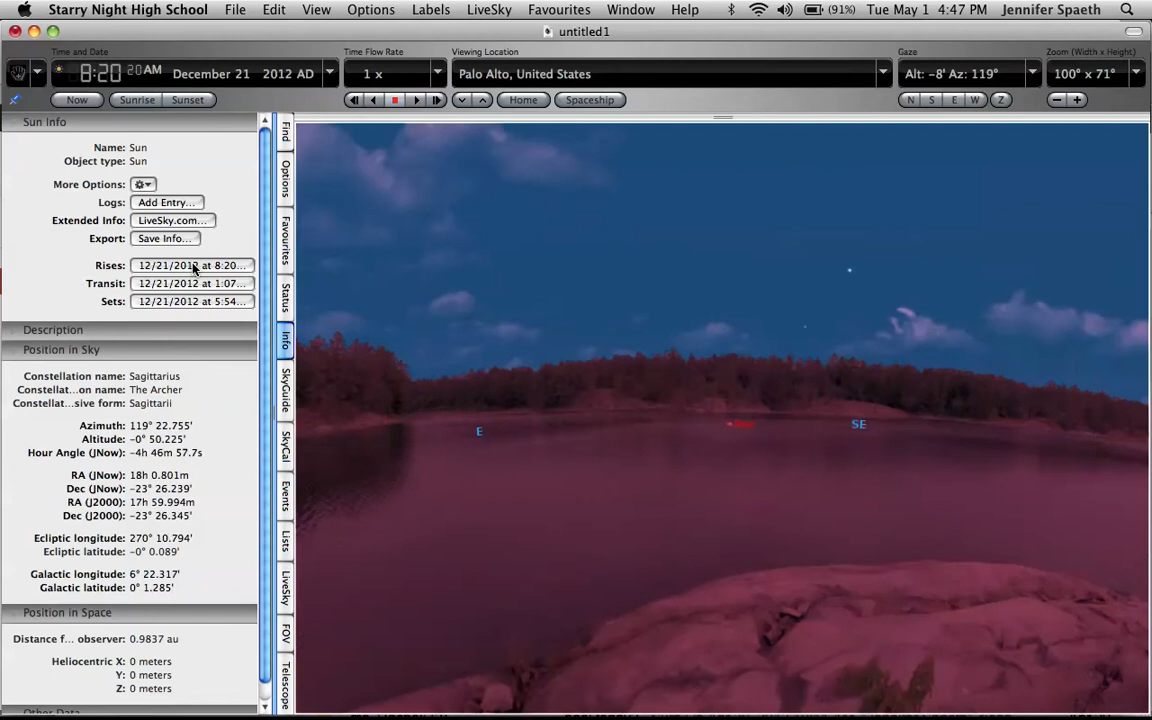 Starry Night High School File Edit View Options Labels LiveSky Favourites Window Help (91%) Tue May 1 4:47 PM Jennifer Spaeth
untitled1
Time and Date Time Flow Rate Viewing Location Gaze Zoom (Width x Height)
8:20 20 AM December 21 2012 AD 1 x Palo Alto, United States Alt: -8' Az: 119° 100° x 71°
Now Sunrise Sunset Home Spaceship N S E W Z
Sun Info
Name: Sun
Object type: Sun
More Options:
Logs: Add Entry...
Extended Info: LiveSky.com...
Export: Save Info...
Rises: 12/21/2012 at 8:20...
Transit: 12/21/2012 at 1:07...
Sets: 12/21/2012 at 5:54...
Description
Position in Sky
Constellation name: Sagittarius
Constellat...on name: The Archer
Constellat...sive form: Sagittarii
Azimuth: 119° 22.755'
Altitude: -0° 50.225'
Hour Angle (JNow): -4h 46m 57.7s
RA (JNow): 18h 0.801m
Dec (JNow): -23° 26.239'
RA (J2000): 17h 59.994m
Dec (J2000): -23° 26.345'
Ecliptic longitude: 270° 10.794'
Ecliptic latitude: -0° 0.089'
Galactic longitude: 6° 22.317'
Galactic latitude: 0° 1.285'
Position in Space
Distance f... observer: 0.9837 au
Heliocentric X: 0 meters
Y: 0 meters
Z: 0 meters
Other Data
Find
Options
Favourites
Status
Info
SkyGuide
SkyCal
Events
Lists
LiveSky
FOV
Telescope
E
SE